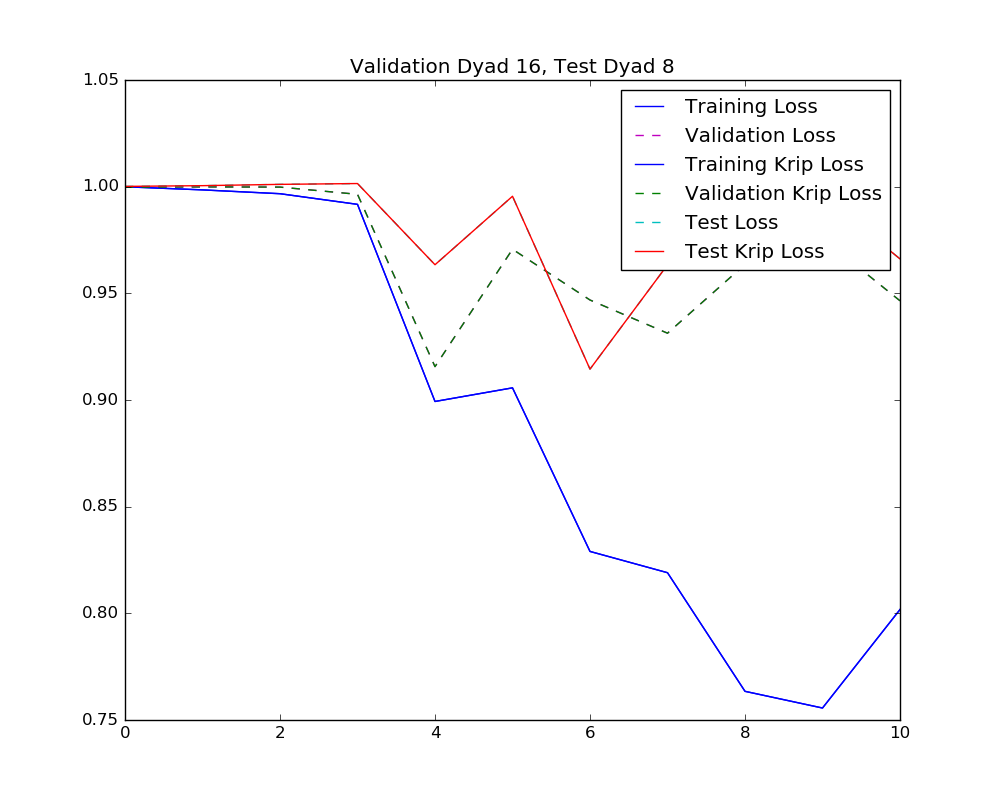 Validation Dyad 16, Test Dyad 8
1.05
1.00
0.95
0.90
0.85
0.80
0.75
0 2 4 6 8 10
Training Loss
Validation Loss
Training Krip Loss
Validation Krip Loss
Test Loss
Test Krip Loss